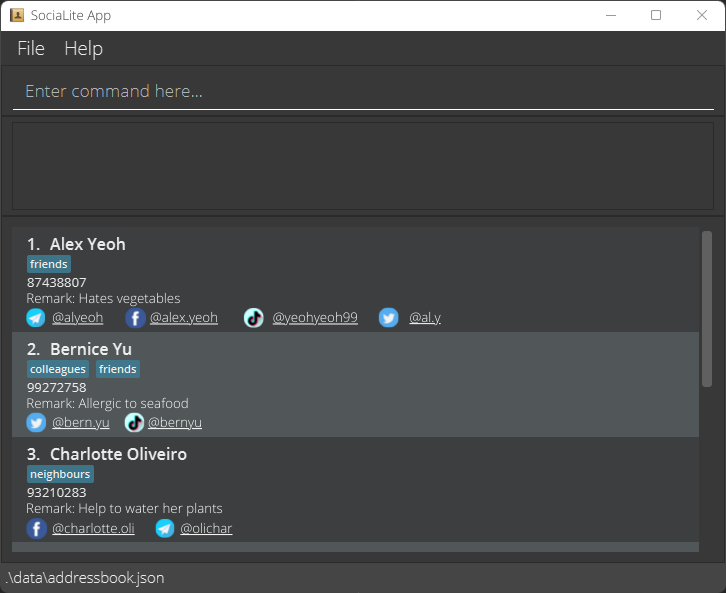 SociaLite App
File Help
Enter command here...
1. Alex Yeoh
friends
87438807
Remark: Hates vegetables
@alyeoh @alex.yeoh @yeohyeoh99 @al.y
2. Bernice Yu
colleagues friends
99272758
Remark: Allergic to seafood
@bern.yu @bernyu
3. Charlotte Oliveiro
neighbours
93210283
Remark: Help to water her plants
@charlotte.oli @olichar
.\data\addressbook.json